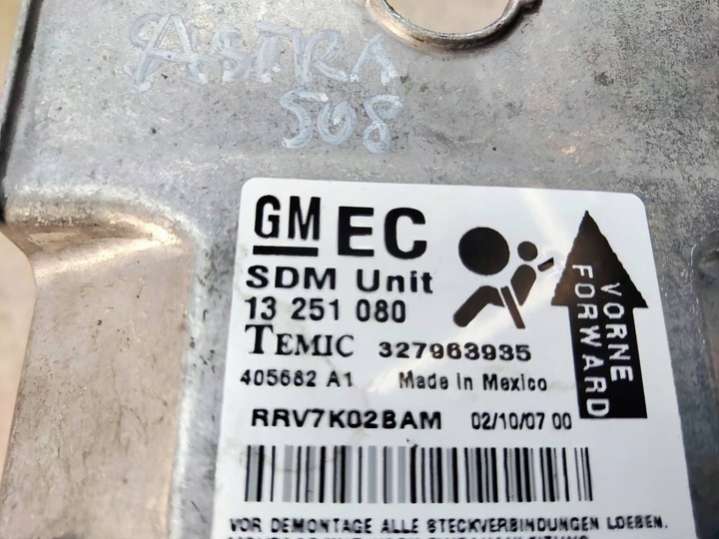 ASTRA
508
GM EC
SDM Unit
13 251 080
TEMIC 327963935
405682 A1 Made in Mexico
RRV7K02BAM 02/10/07 00
VORNE
FORWARD
VOR DEMONTAGE ALLE STECKVERBINDUNGEN LOESEN.